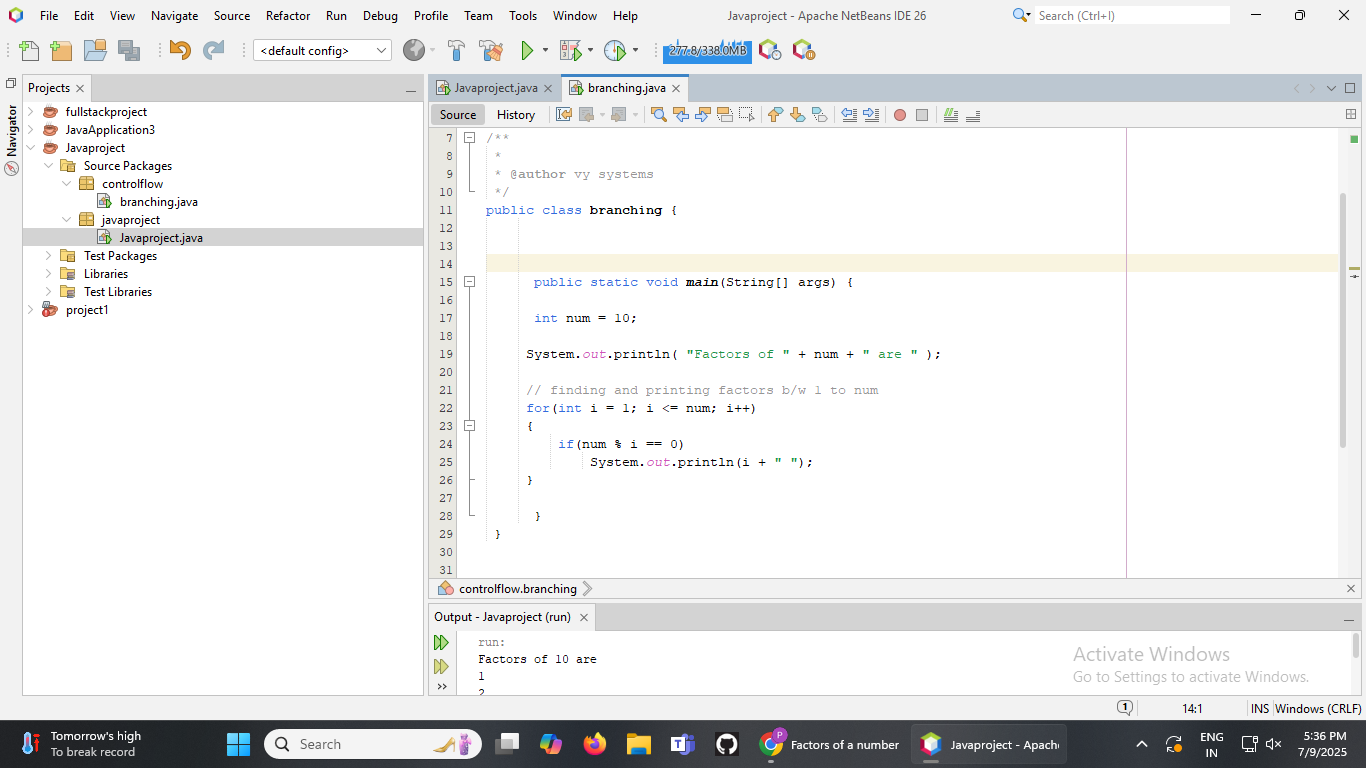 File Edit View Navigate Source Refactor Run Debug Profile Team Tools Window Help
Javaproject - Apache NetBeans IDE 26
Search (Ctrl+I)
<default config>
277.8/338.0MB
Projects
Javaproject.java
branching.java
Navigator
fullstackproject
JavaApplication3
Javaproject
Source Packages
controlflow
branching.java
javaproject
Javaproject.java
Test Packages
Libraries
Test Libraries
project1
Source History
7 /**
8 *
9 * @author vy systems
10 */
11 public class branching {
12
13
14
15 public static void main(String[] args) {
16
17 int num = 10;
18
19 System.out.println( "Factors of " + num + " are " );
20
21 // finding and printing factors b/w 1 to num
22 for(int i = 1; i <= num; i++)
23 {
24 if(num % i == 0)
25 System.out.println(i + " ");
26 }
27
28 }
29 }
30
31
controlflow.branching
Output - Javaproject (run)
run:
Factors of 10 are
1
2
Activate Windows
Go to Settings to activate Windows.
1
14:1
INS
Windows (CRLF)
Tomorrow's high
To break record
Search
P
Factors of a number
Javaproject - Apach
ENG
IN
5:36 PM
7/9/2025